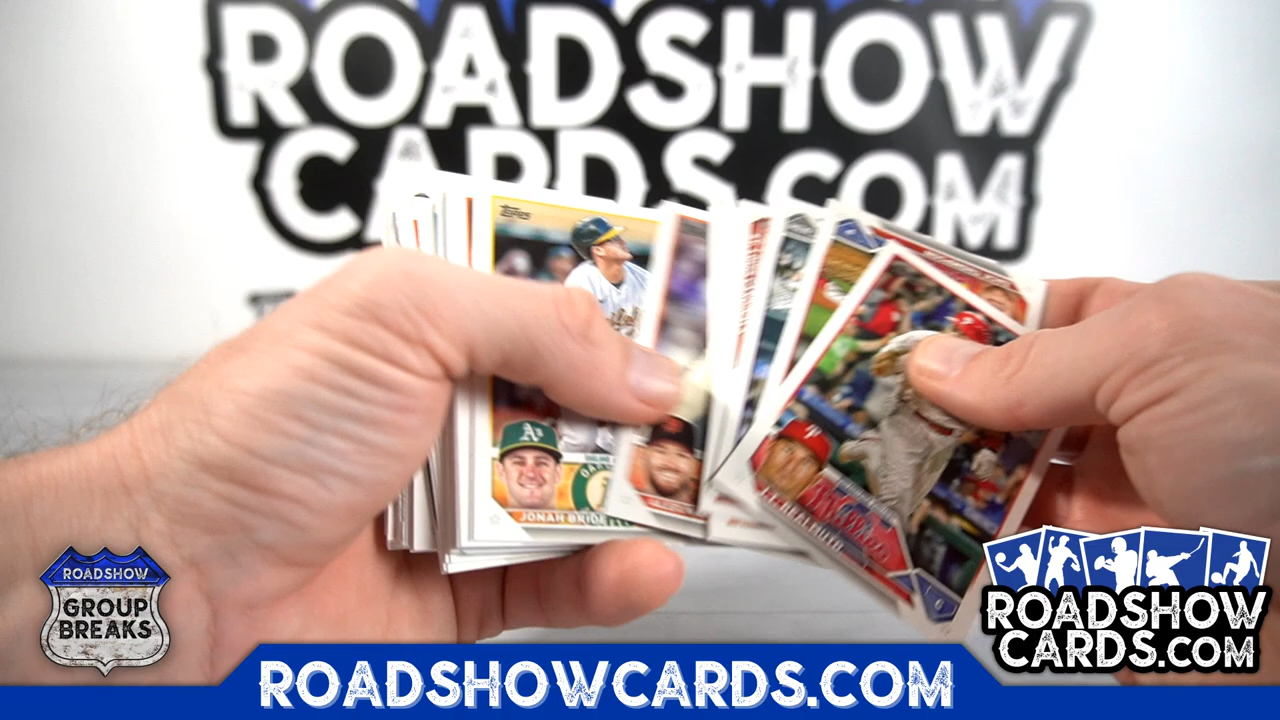 ROADSHOW
CARDS.COM
TOPPS
A's
JONAH BRIDE
ROADSHOW
GROUP
BREAKS
ROADSHOW
CARDS.COM
ROADSHOWCARDS.COM